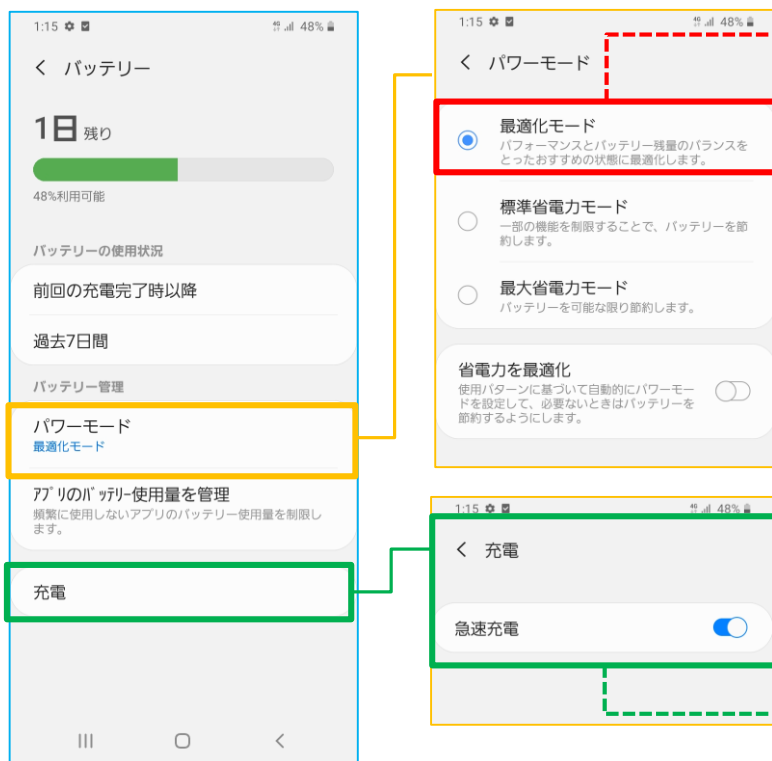 1:15
48%
バッテリー
1日 残り
48%利用可能
バッテリーの使用状況
前回の充電完了時以降
過去7日間
バッテリー管理
パワーモード
最適化モード
アプリのバッテリー使用量を管理
頻繁に使用しないアプリのバッテリー使用量を制限し
ます。
充電
1:15
48%
パワーモード
最適化モード
パフォーマンスとバッテリー残量のバランスを
とったおすすめの状態に最適化します。
標準省電力モード
一部の機能を制限することで、バッテリーを節
約します。
最大省電力モード
バッテリーを可能な限り節約します。
省電力を最適化
使用パターンに基づいて自動的にパワーモー
ドを設定して、必要ないときはバッテリーを
節約するようにします。
1:15
48%
充電
急速充電